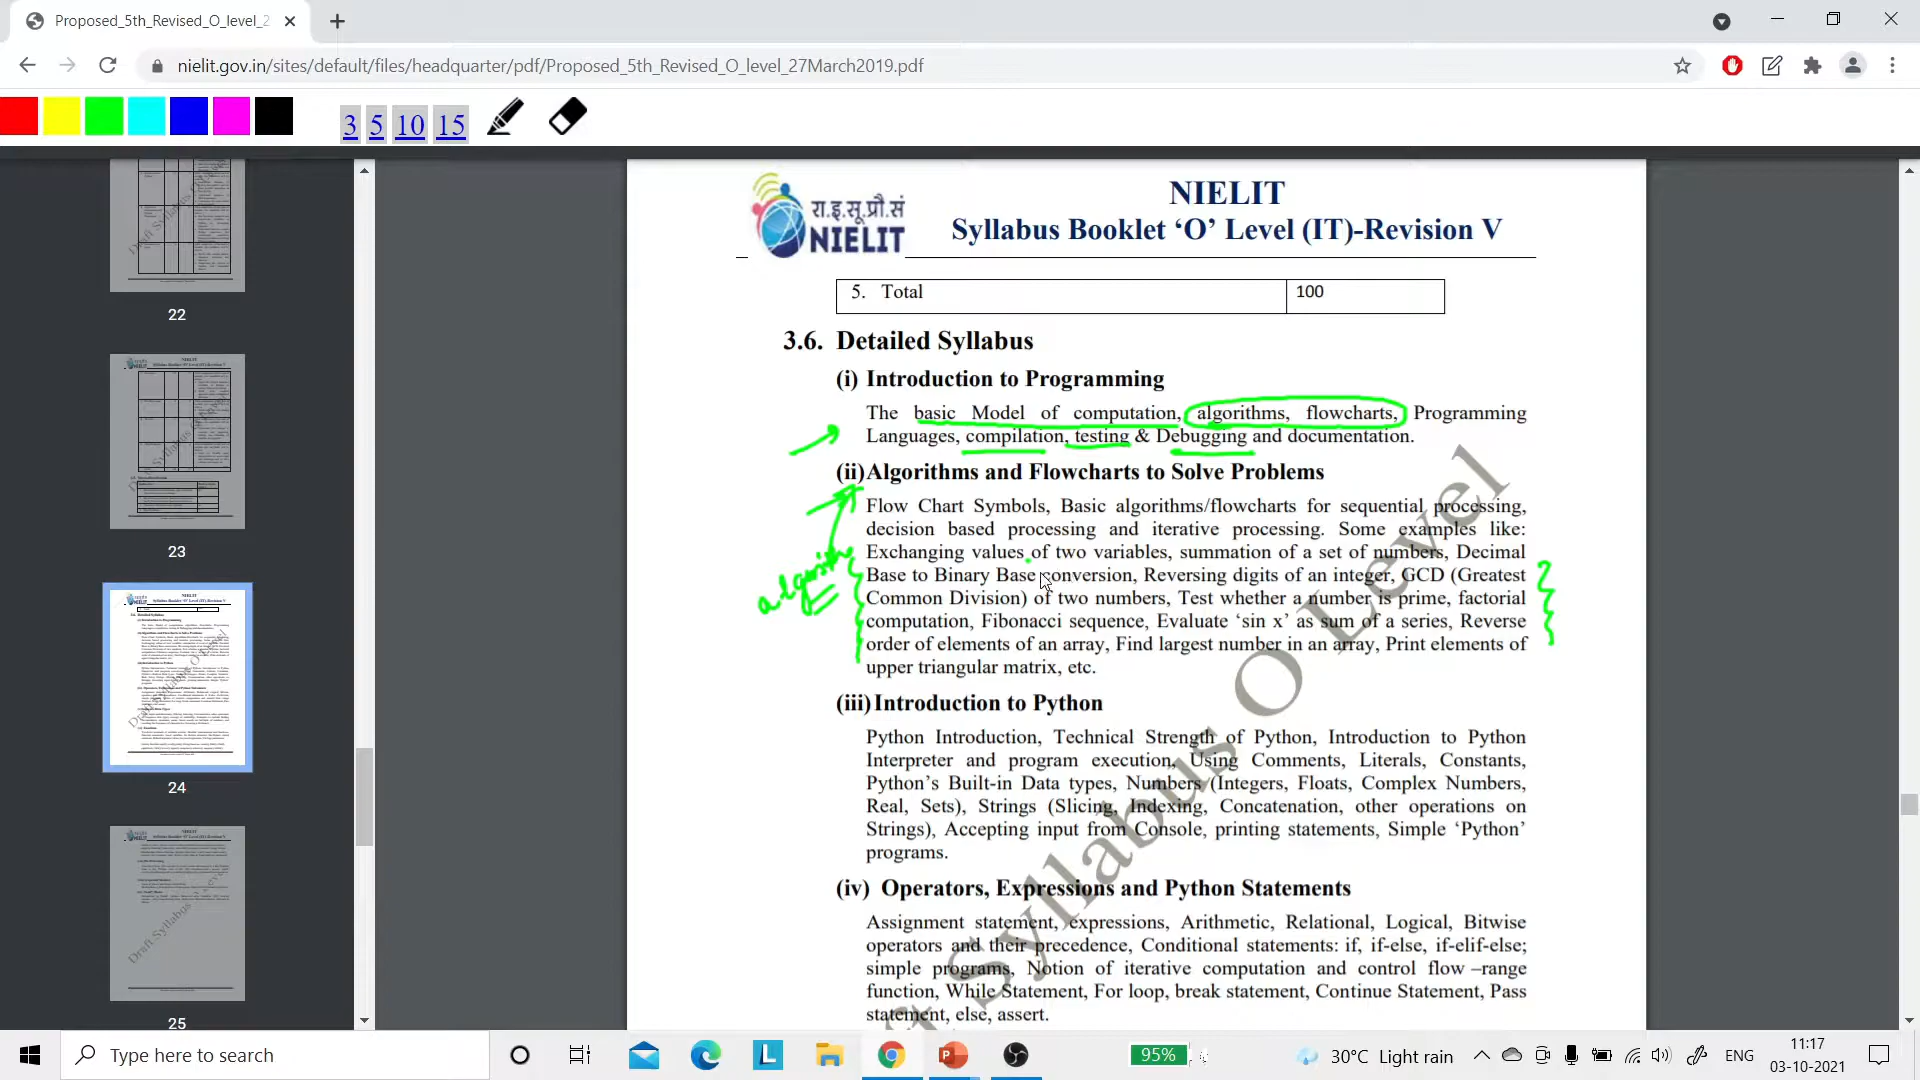 Proposed_5th_Revised_O_level_2
nielit.gov.in/sites/default/files/headquarter/pdf/Proposed_5th_Revised_O_level_27March2019.pdf
3 5 10 15
22
23
24
25
रा.इ.सू.प्रौ.सं
NIELIT
NIELIT
Syllabus Booklet ‘O’ Level (IT)-Revision V
5. Total 100
3.6. Detailed Syllabus
(i) Introduction to Programming
The basic Model of computation, algorithms, flowcharts, Programming
Languages, compilation, testing & Debugging and documentation.
(ii)Algorithms and Flowcharts to Solve Problems
Flow Chart Symbols, Basic algorithms/flowcharts for sequential processing,
decision based processing and iterative processing. Some examples like:
Exchanging values of two variables, summation of a set of numbers, Decimal
Base to Binary Base conversion, Reversing digits of an integer, GCD (Greatest
Common Division) of two numbers, Test whether a number is prime, factorial
computation, Fibonacci sequence, Evaluate ‘sin x’ as sum of a series, Reverse
order of elements of an array, Find largest number in an array, Print elements of
upper triangular matrix, etc.
(iii)Introduction to Python
Python Introduction, Technical Strength of Python, Introduction to Python
Interpreter and program execution, Using Comments, Literals, Constants,
Python’s Built-in Data types, Numbers (Integers, Floats, Complex Numbers,
Real, Sets), Strings (Slicing, Indexing, Concatenation, other operations on
Strings), Accepting input from Console, printing statements, Simple ‘Python’
programs.
(iv) Operators, Expressions and Python Statements
Assignment statement, expressions, Arithmetic, Relational, Logical, Bitwise
operators and their precedence, Conditional statements: if, if-else, if-elif-else;
simple programs, Notion of iterative computation and control flow –range
function, While Statement, For loop, break statement, Continue Statement, Pass
statement, else, assert.
Syllabus O Level
Type here to search
95%
30°C Light rain
ENG
11:17
03-10-2021